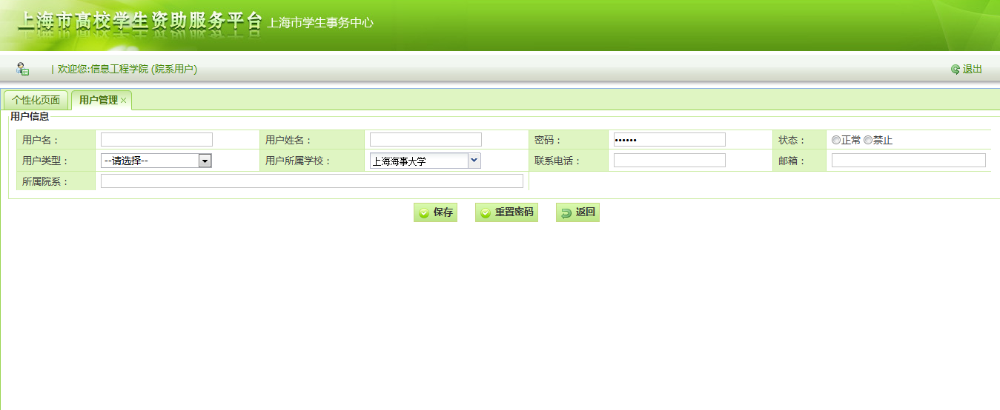 上海市高校学生资助服务平台 上海市学生事务中心
| 欢迎您:信息工程学院 (院系用户) 退出
个性化页面 用户管理
用户信息
用户名： 用户姓名： 密码： •••••• 状态： 正常 禁止
用户类型： --请选择-- 用户所属学校： 上海海事大学 联系电话： 邮箱：
所属院系：
保存 重置密码 返回